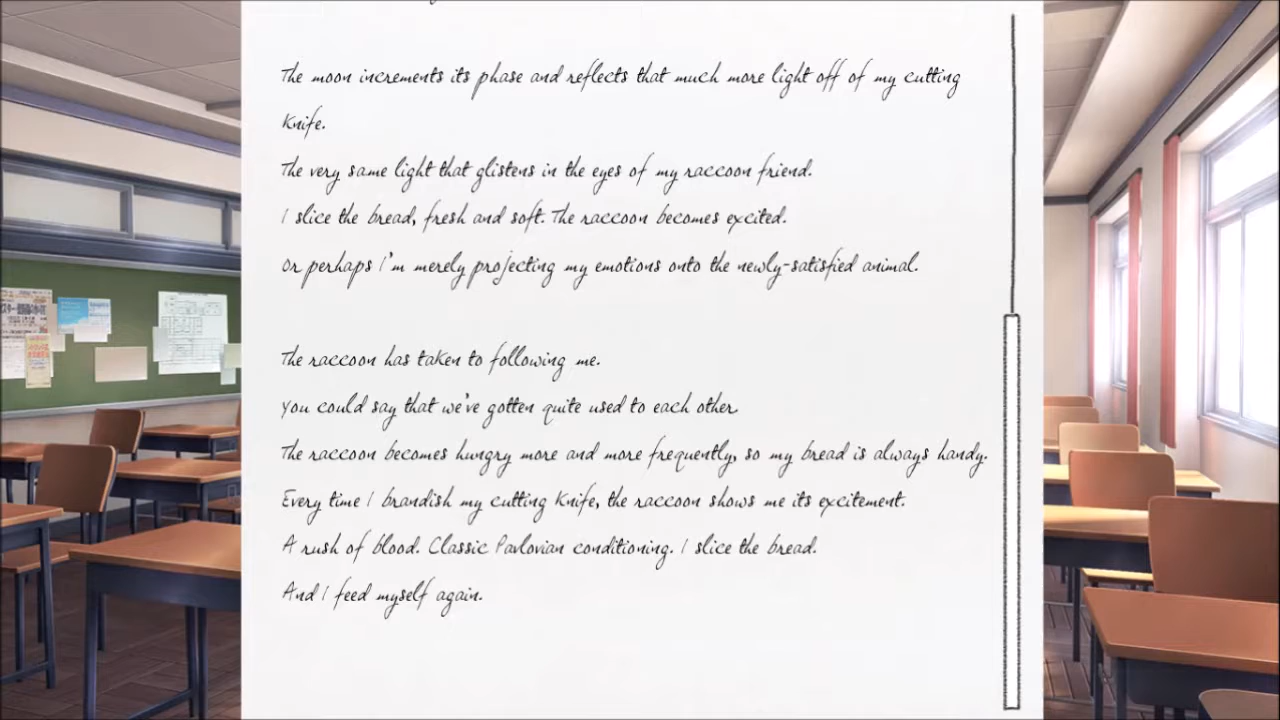 The moon increments its phase and reflects that much more light off of my cutting
knife.
The very same light that glistens in the eyes of my raccoon friend.
I slice the bread, fresh and soft. The raccoon becomes excited.
Or perhaps I'm merely projecting my emotions onto the newly-satisfied animal.
The raccoon has taken to following me.
You could say that we've gotten quite used to each other.
The raccoon becomes hungry more and more frequently, so my bread is always handy.
Every time I brandish my cutting knife, the raccoon shows me its excitement.
A rush of blood. Classic Pavlovian conditioning. I slice the bread.
And I feed myself again.